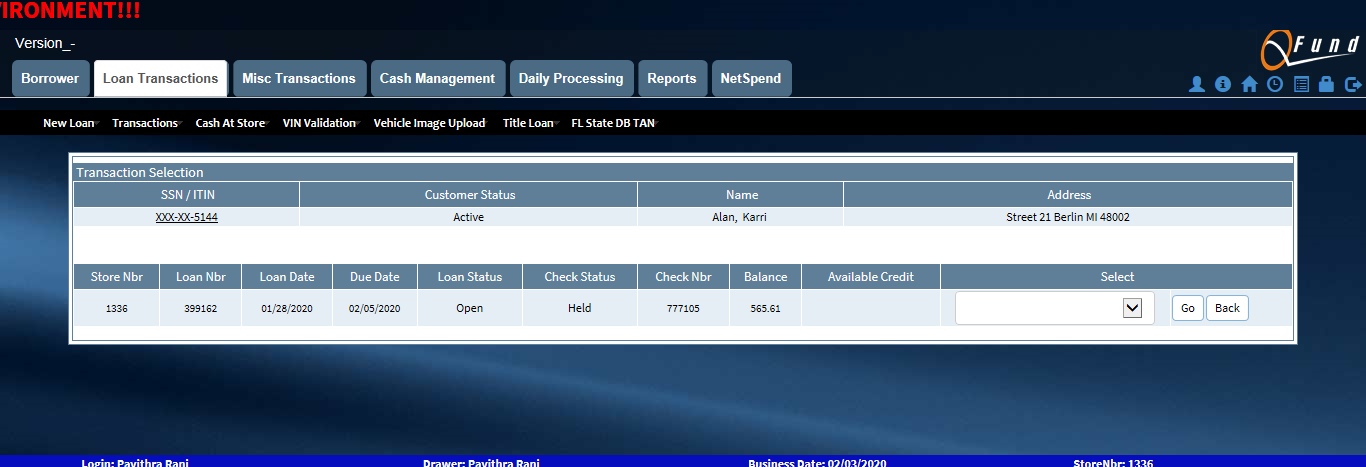 IRONMENT!!!
Version_-
Fund
Borrower Loan Transactions Misc Transactions Cash Management Daily Processing Reports NetSpend
New Loan Transactions Cash At Store VIN Validation Vehicle Image Upload Title Loan FL State DB TAN
Transaction Selection
SSN / ITIN Customer Status Name Address
XXX-XX-5144 Active Alan, Karri Street 21 Berlin MI 48002
Store Nbr Loan Nbr Loan Date Due Date Loan Status Check Status Check Nbr Balance Available Credit Select
1336 399162 01/28/2020 02/05/2020 Open Held 777105 565.61 Go Back
Login: Pavithra Rani Drawer: Pavithra Rani Business Date: 02/03/2020 StoreNbr: 1336